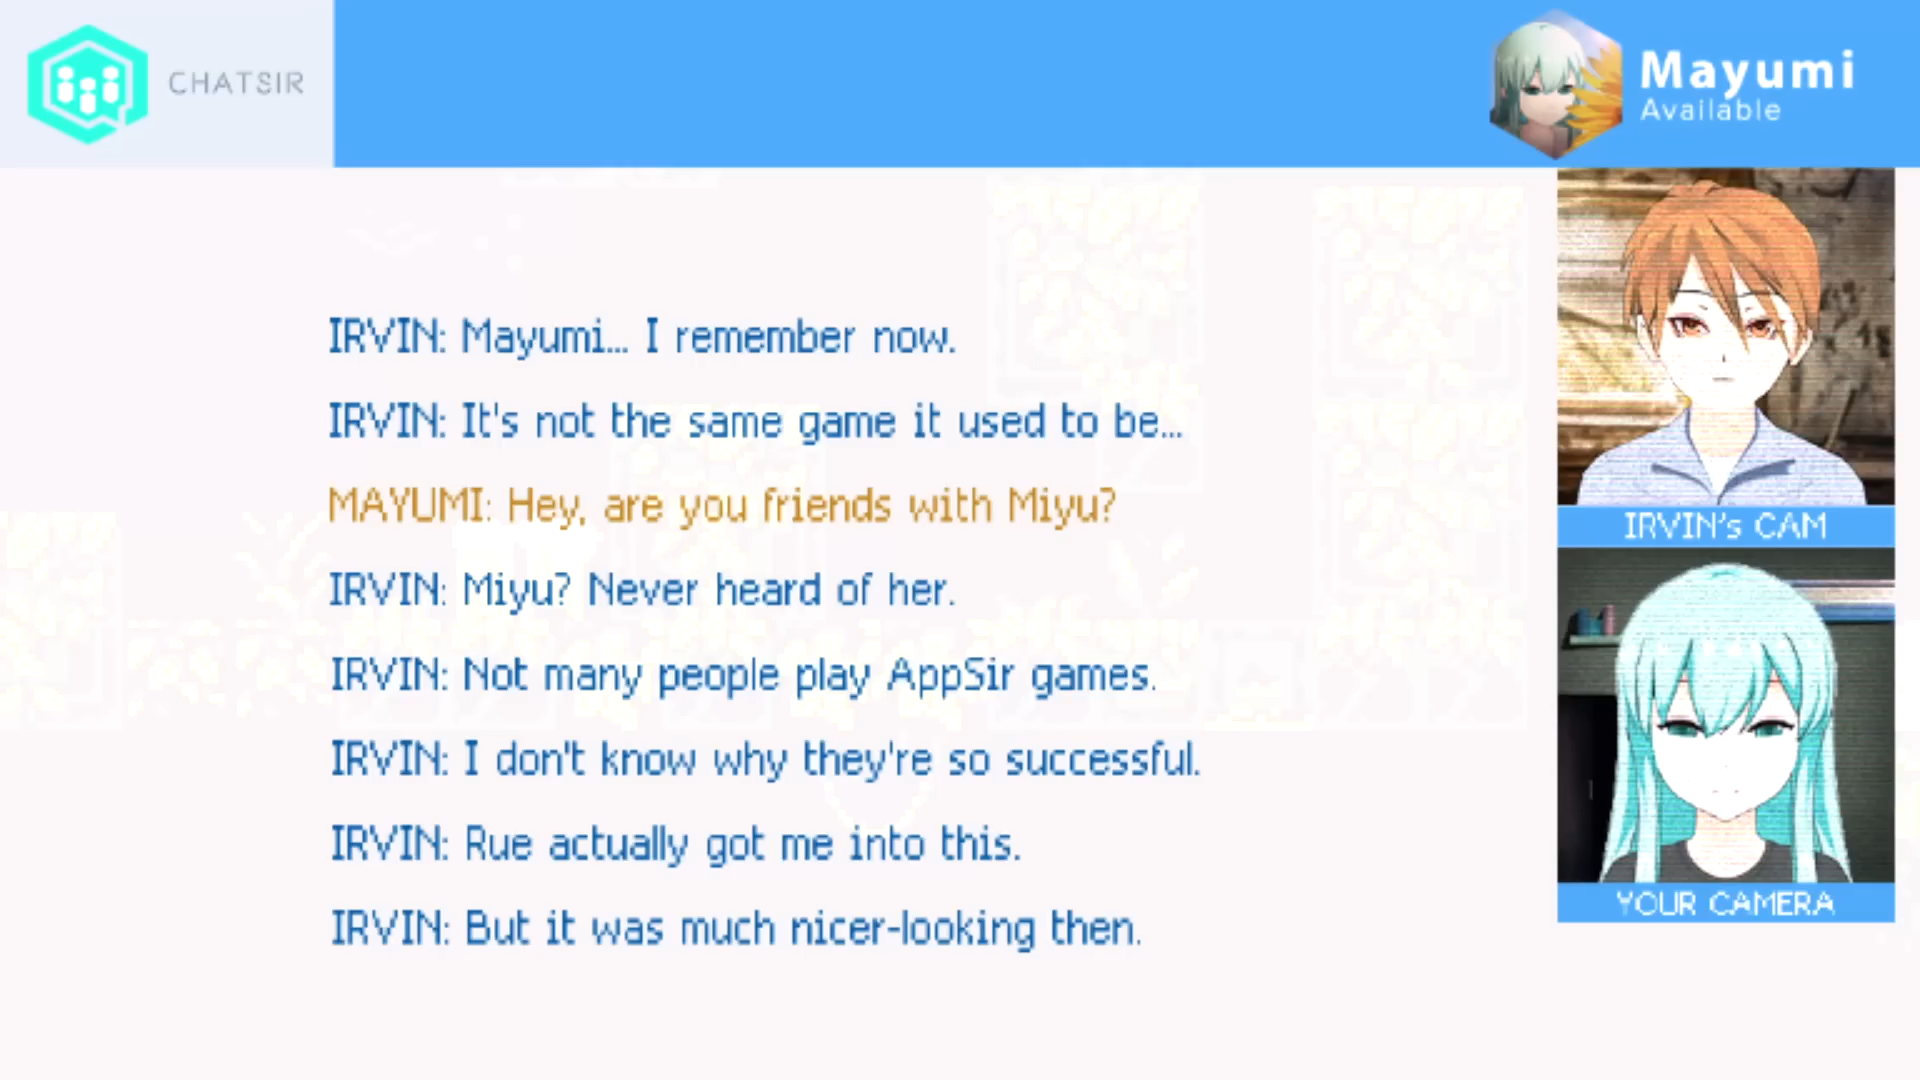 CHATSIR
Mayumi
Available
IRVIN: Mayumi... I remember now.
IRVIN: It's not the same game it used to be...
MAYUMI: Hey, are you friends with Miyu?
IRVIN: Miyu? Never heard of her.
IRVIN: Not many people play AppSir games.
IRVIN: I don't know why they're so successful.
IRVIN: Rue actually got me into this.
IRVIN: But it was much nicer-looking then.
IRVIN's CAM
YOUR CAMERA